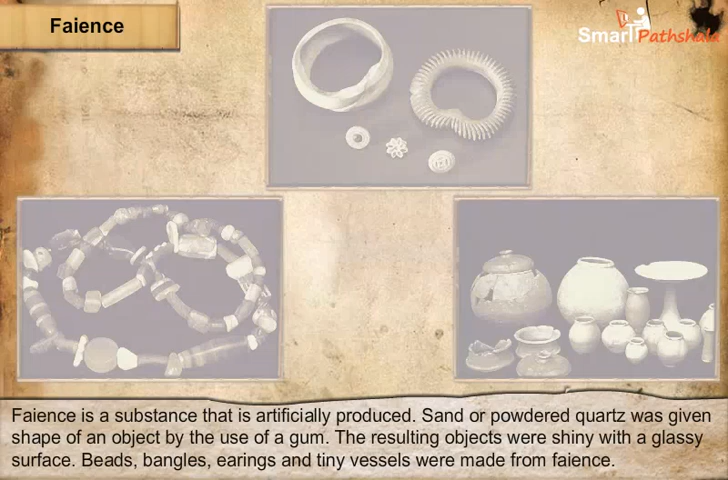 Faience
Smart Pathshala
Faience is a substance that is artificially produced. Sand or powdered quartz was given
shape of an object by the use of a gum. The resulting objects were shiny with a glassy
surface. Beads, bangles, earings and tiny vessels were made from faience.